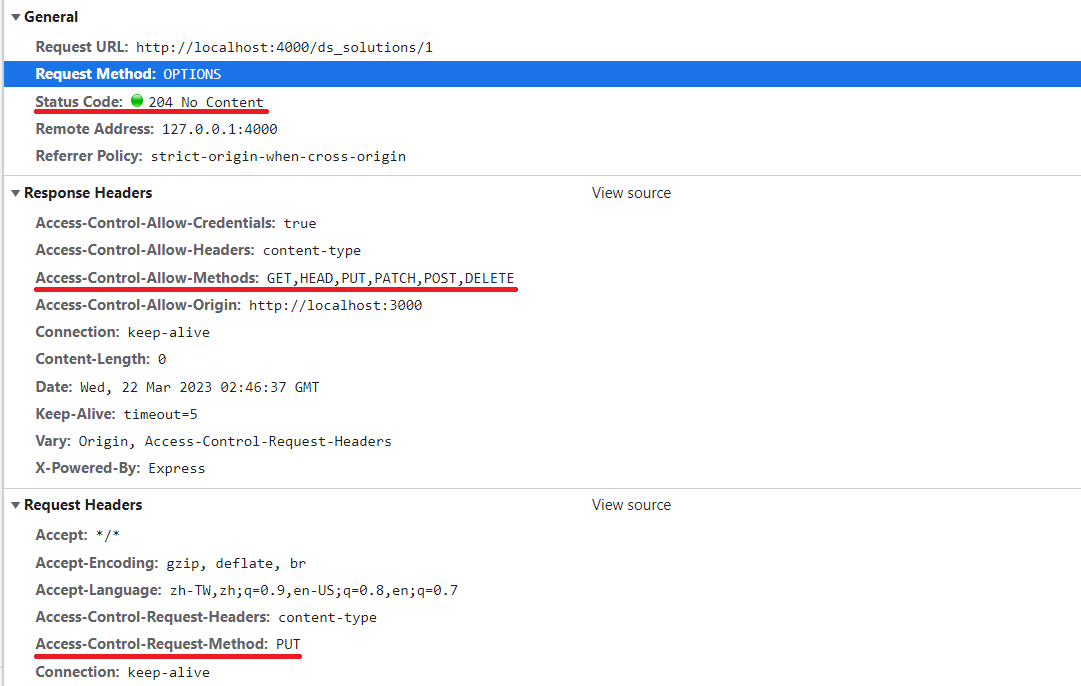 General
Request URL: http://localhost:4000/ds_solutions/1
Request Method: OPTIONS
Status Code: 204 No Content
Remote Address: 127.0.0.1:4000
Referrer Policy: strict-origin-when-cross-origin
Response Headers View source
Access-Control-Allow-Credentials: true
Access-Control-Allow-Headers: content-type
Access-Control-Allow-Methods: GET,HEAD,PUT,PATCH,POST,DELETE
Access-Control-Allow-Origin: http://localhost:3000
Connection: keep-alive
Content-Length: 0
Date: Wed, 22 Mar 2023 02:46:37 GMT
Keep-Alive: timeout=5
Vary: Origin, Access-Control-Request-Headers
X-Powered-By: Express
Request Headers View source
Accept: */*
Accept-Encoding: gzip, deflate, br
Accept-Language: zh-TW,zh;q=0.9,en-US;q=0.8,en;q=0.7
Access-Control-Request-Headers: content-type
Access-Control-Request-Method: PUT
Connection: keep-alive